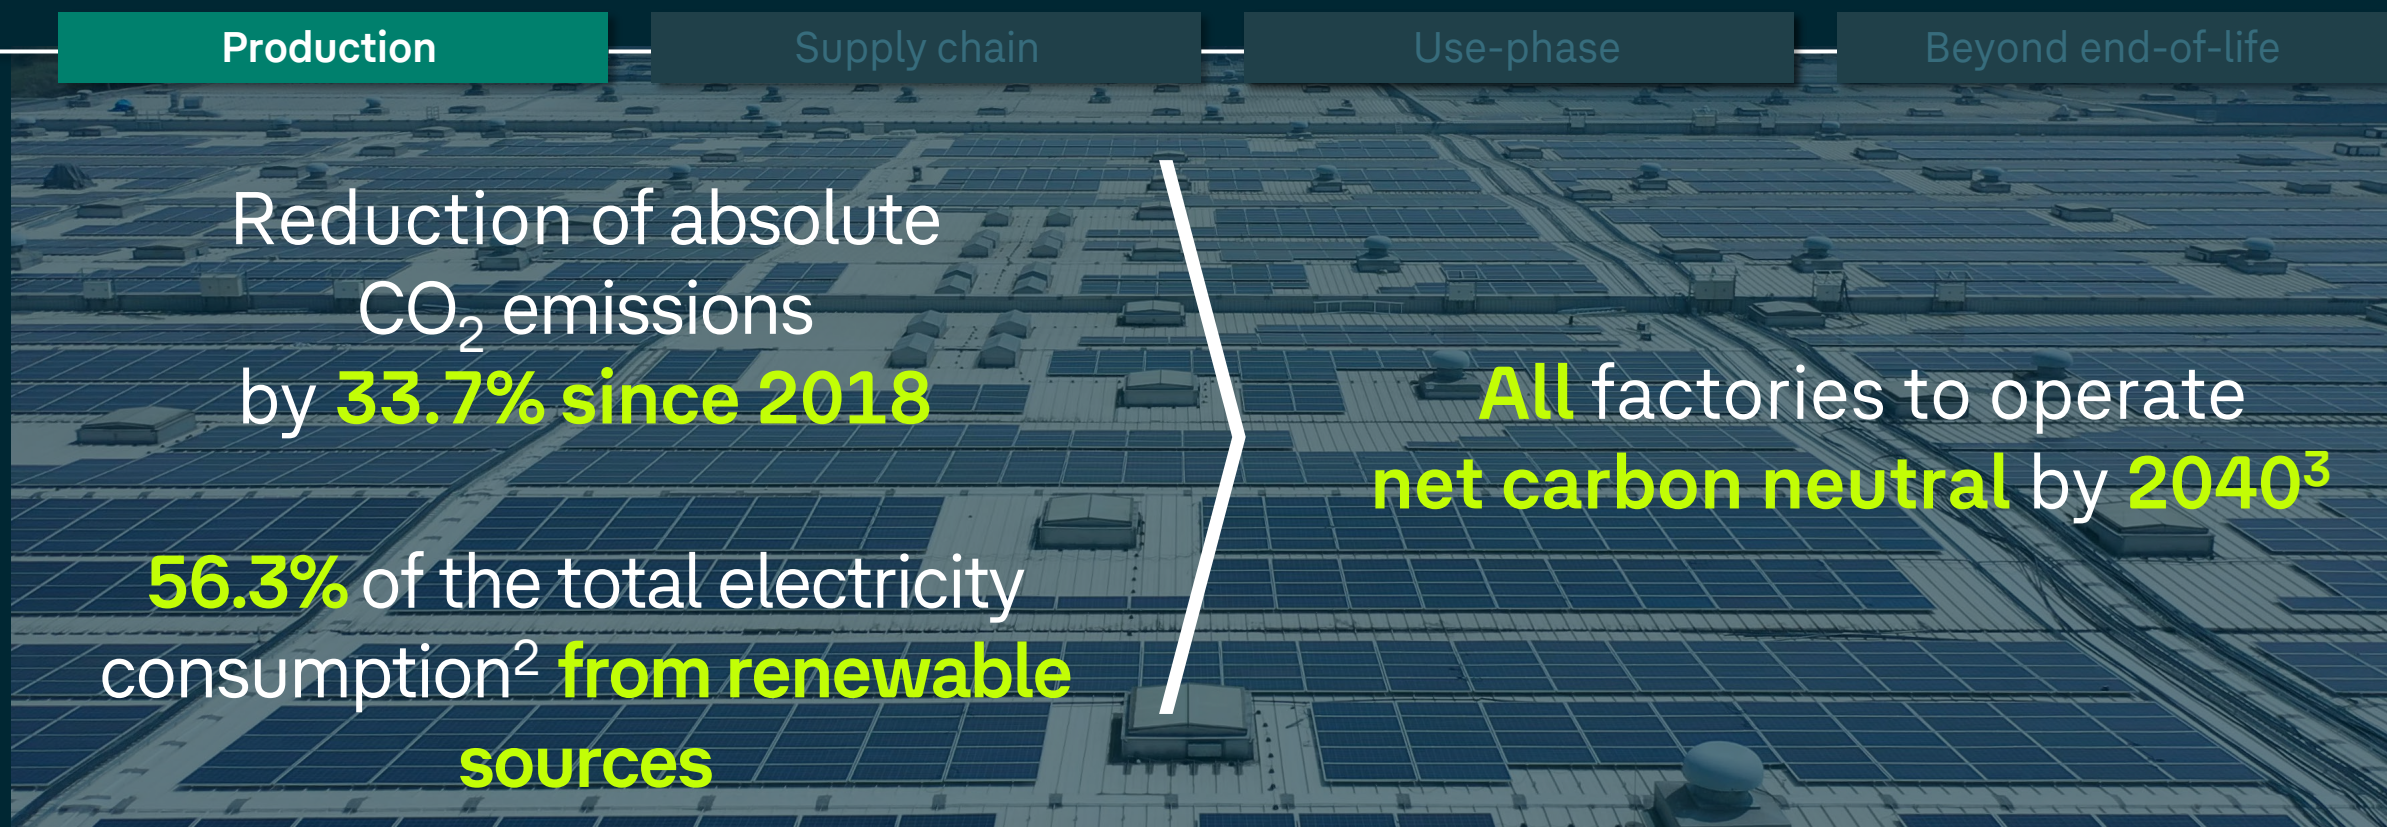 Production
Supply chain
Use-phase
Beyond end-of-life
Reduction of absolute
CO₂ emissions
by 33.7% since 2018
56.3% of the total electricity
consumption² from renewable
sources
All factories to operate
net carbon neutral by 2040³